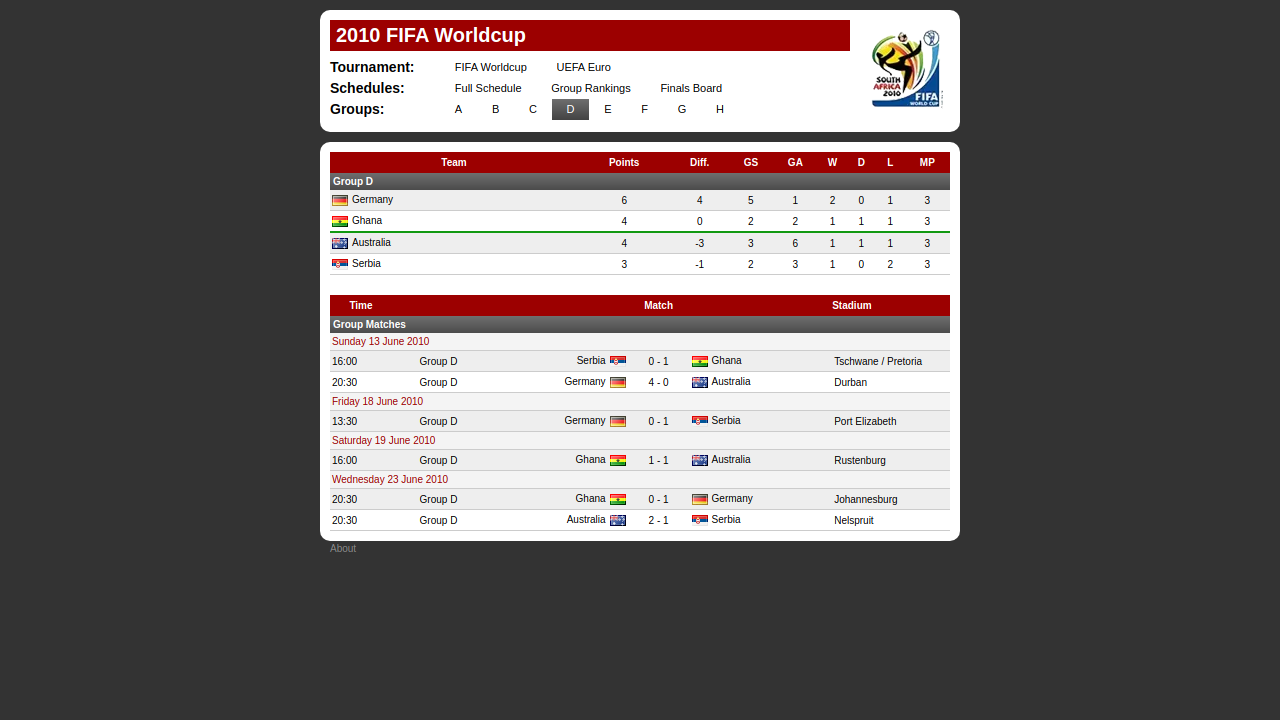 2010 FIFA Worldcup
Tournament: FIFA Worldcup UEFA Euro
Schedules: Full Schedule Group Rankings Finals Board
Groups: A B C D E F G H
SOUTH AFRICA 2010
FIFA
WORLD CUP
Team Points Diff. GS GA W D L MP
Group D
Germany 6 4 5 1 2 0 1 3
Ghana 4 0 2 2 1 1 1 3
Australia 4 -3 3 6 1 1 1 3
Serbia 3 -1 2 3 1 0 2 3
Time Match Stadium
Group Matches
Sunday 13 June 2010
16:00 Group D Serbia 0 - 1 Ghana Tschwane / Pretoria
20:30 Group D Germany 4 - 0 Australia Durban
Friday 18 June 2010
13:30 Group D Germany 0 - 1 Serbia Port Elizabeth
Saturday 19 June 2010
16:00 Group D Ghana 1 - 1 Australia Rustenburg
Wednesday 23 June 2010
20:30 Group D Ghana 0 - 1 Germany Johannesburg
20:30 Group D Australia 2 - 1 Serbia Nelspruit
About